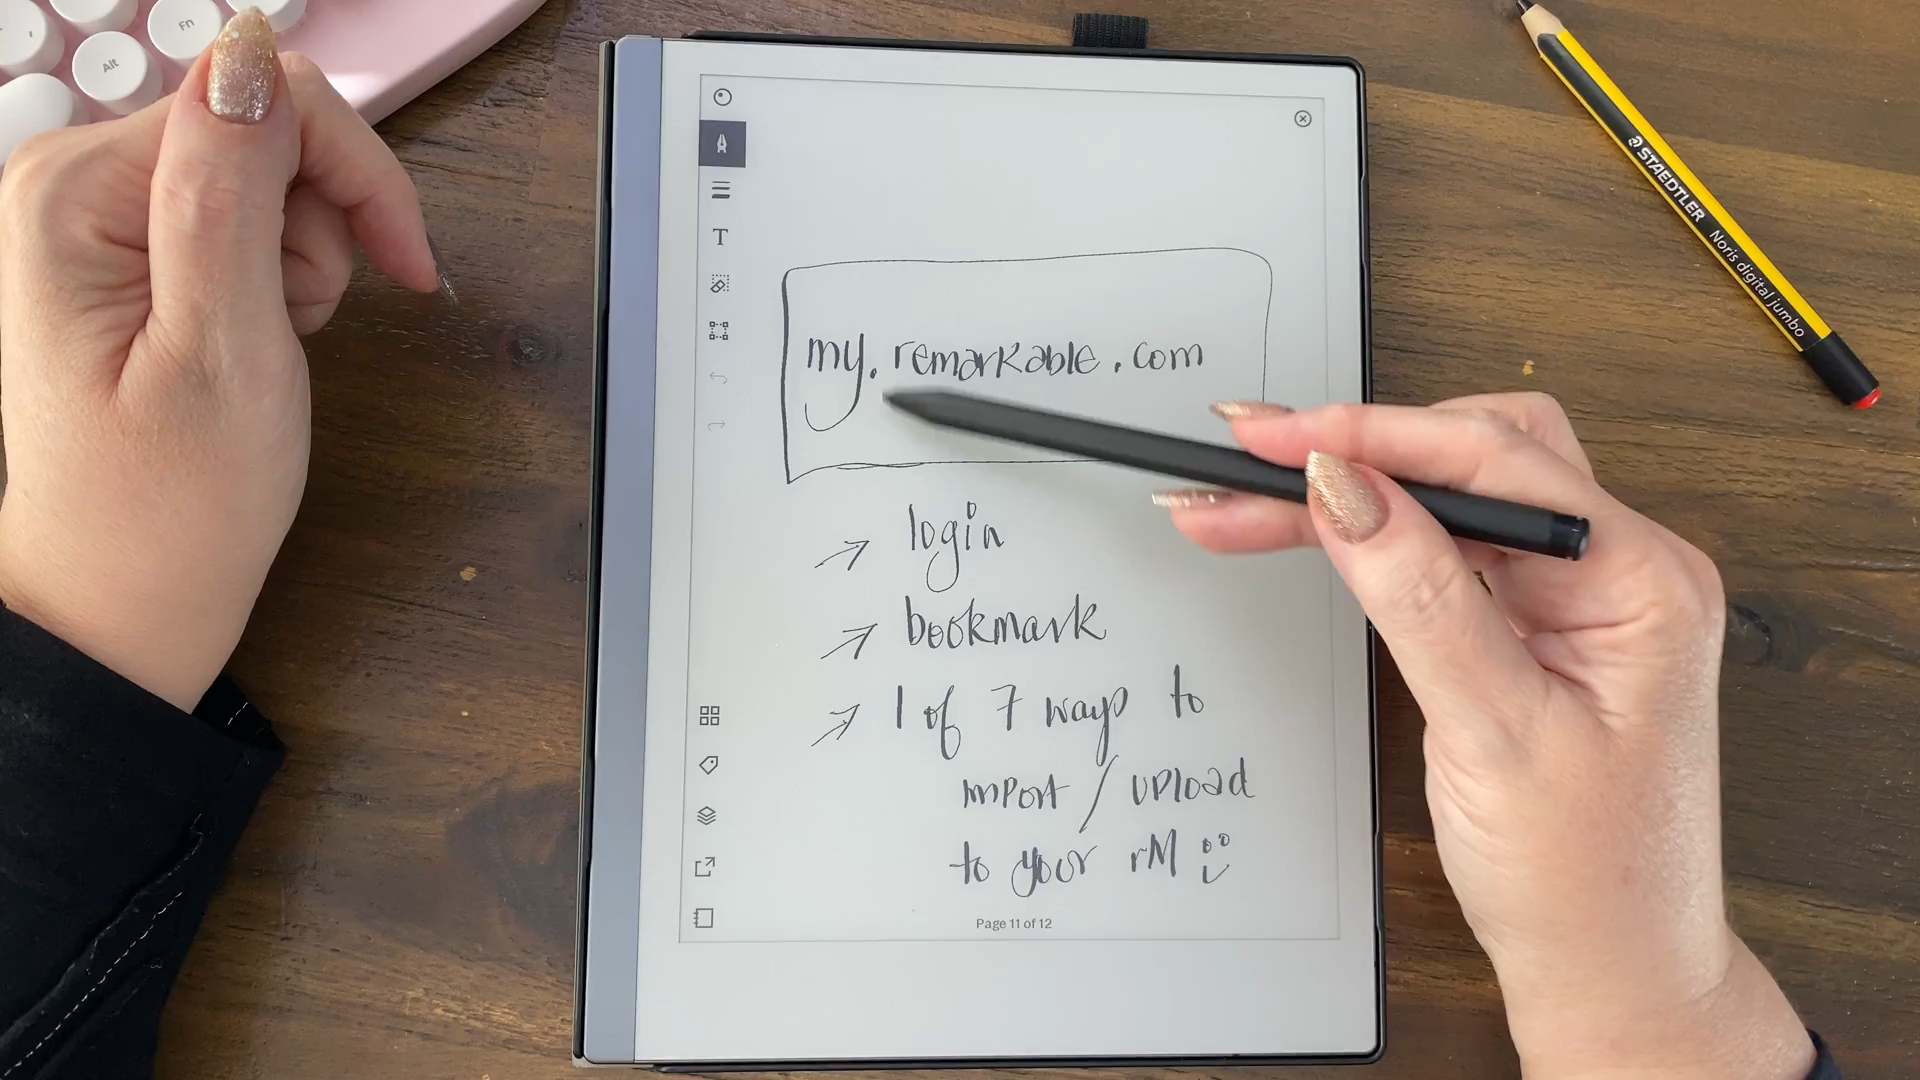 Fn
Alt
T
my.remarkable.com
login
bookmark
1 of 7 ways to
import / upload
to your rM
Page 11 of 12
STAEDTLER Noris digital jumbo